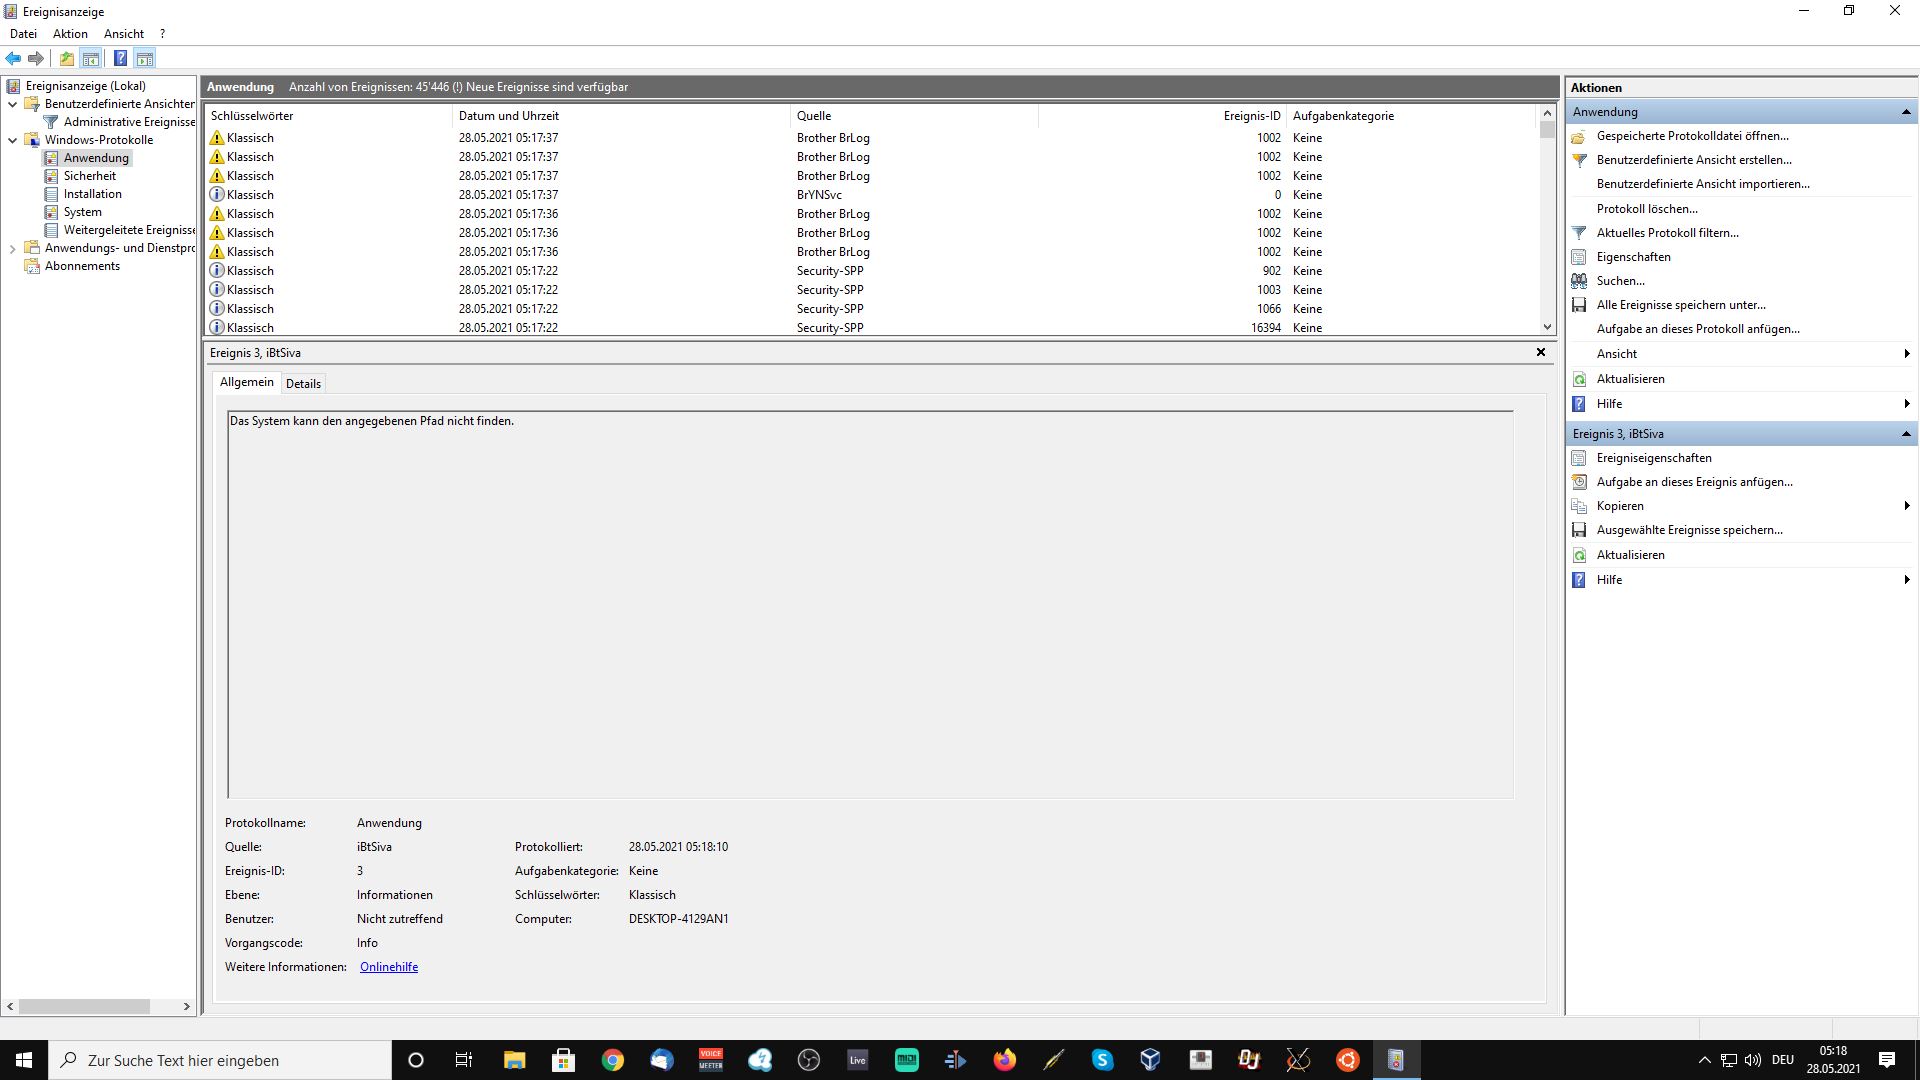 Ereignisanzeige
Datei Aktion Ansicht ?
Ereignisanzeige (Lokal)
Benutzerdefinierte Ansichten
Administrative Ereignisse
Windows-Protokolle
Anwendung
Sicherheit
Installation
System
Weitergeleitete Ereignisse
Anwendungs- und Dienstpro
Abonnements
Anwendung Anzahl von Ereignissen: 45'446 (!) Neue Ereignisse sind verfügbar
Schlüsselwörter Datum und Uhrzeit Quelle Ereignis-ID Aufgabenkategorie
Klassisch 28.05.2021 05:17:37 Brother BrLog 1002 Keine
Klassisch 28.05.2021 05:17:37 Brother BrLog 1002 Keine
Klassisch 28.05.2021 05:17:37 Brother BrLog 1002 Keine
Klassisch 28.05.2021 05:17:37 BrYNSvc 0 Keine
Klassisch 28.05.2021 05:17:36 Brother BrLog 1002 Keine
Klassisch 28.05.2021 05:17:36 Brother BrLog 1002 Keine
Klassisch 28.05.2021 05:17:36 Brother BrLog 1002 Keine
Klassisch 28.05.2021 05:17:22 Security-SPP 902 Keine
Klassisch 28.05.2021 05:17:22 Security-SPP 1003 Keine
Klassisch 28.05.2021 05:17:22 Security-SPP 1066 Keine
Klassisch 28.05.2021 05:17:22 Security-SPP 16394 Keine
Ereignis 3, iBtSiva
Allgemein Details
Das System kann den angegebenen Pfad nicht finden.
Protokollname: Anwendung
Quelle: iBtSiva Protokolliert: 28.05.2021 05:18:10
Ereignis-ID: 3 Aufgabenkategorie: Keine
Ebene: Informationen Schlüsselwörter: Klassisch
Benutzer: Nicht zutreffend Computer: DESKTOP-4129AN1
Vorgangscode: Info
Weitere Informationen: Onlinehilfe
Aktionen
Anwendung
Gespeicherte Protokolldatei öffnen...
Benutzerdefinierte Ansicht erstellen...
Benutzerdefinierte Ansicht importieren...
Protokoll löschen...
Aktuelles Protokoll filtern...
Eigenschaften
Suchen...
Alle Ereignisse speichern unter...
Aufgabe an dieses Protokoll anfügen...
Ansicht
Aktualisieren
Hilfe
Ereignis 3, iBtSiva
Ereigniseigenschaften
Aufgabe an dieses Ereignis anfügen...
Kopieren
Ausgewählte Ereignisse speichern...
Aktualisieren
Hilfe
Zur Suche Text hier eingeben
VOICE
MEETER
Live
MIDI
DEU
05:18
28.05.2021